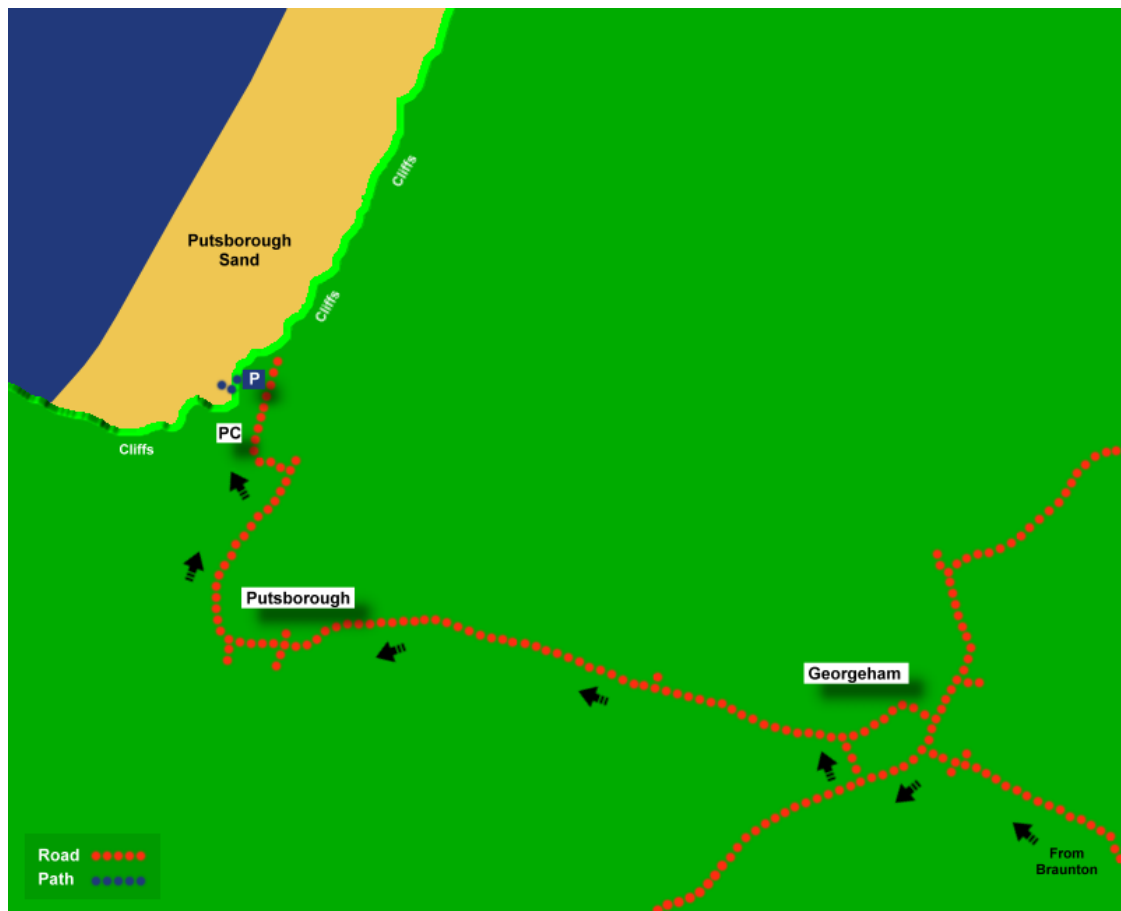 Cliffs
Putsborough
Sand
Cliffs
P
PC
Cliffs
Putsborough
Georgeham
From
Braunton
Road
Path